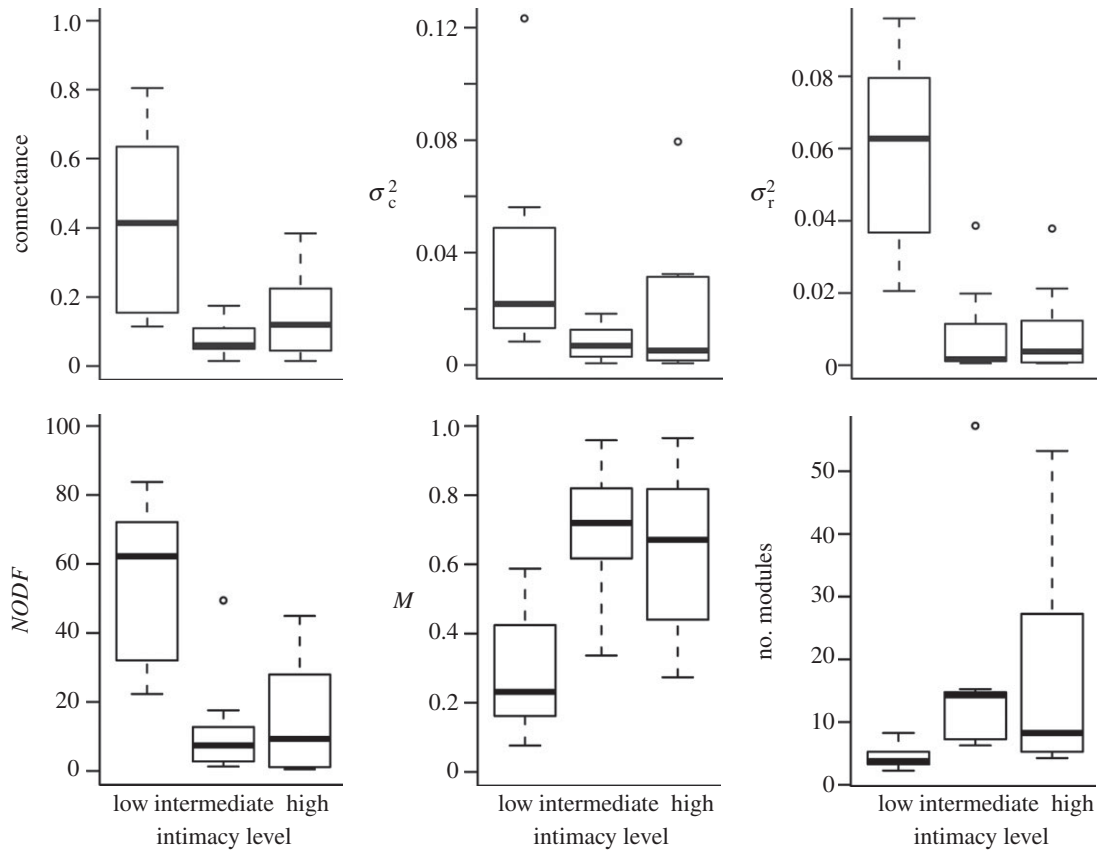 connectance
1.0
0.8
0.6
0.4
0.2
0
σ²c
0.12
0.08
0.04
0
σ²r
0.08
0.06
0.04
0.02
0
NODF
100
80
60
40
20
0
low intermediate high
intimacy level
M
1.0
0.8
0.6
0.4
0.2
0
low intermediate high
intimacy level
no. modules
50
40
30
20
10
0
low intermediate high
intimacy level